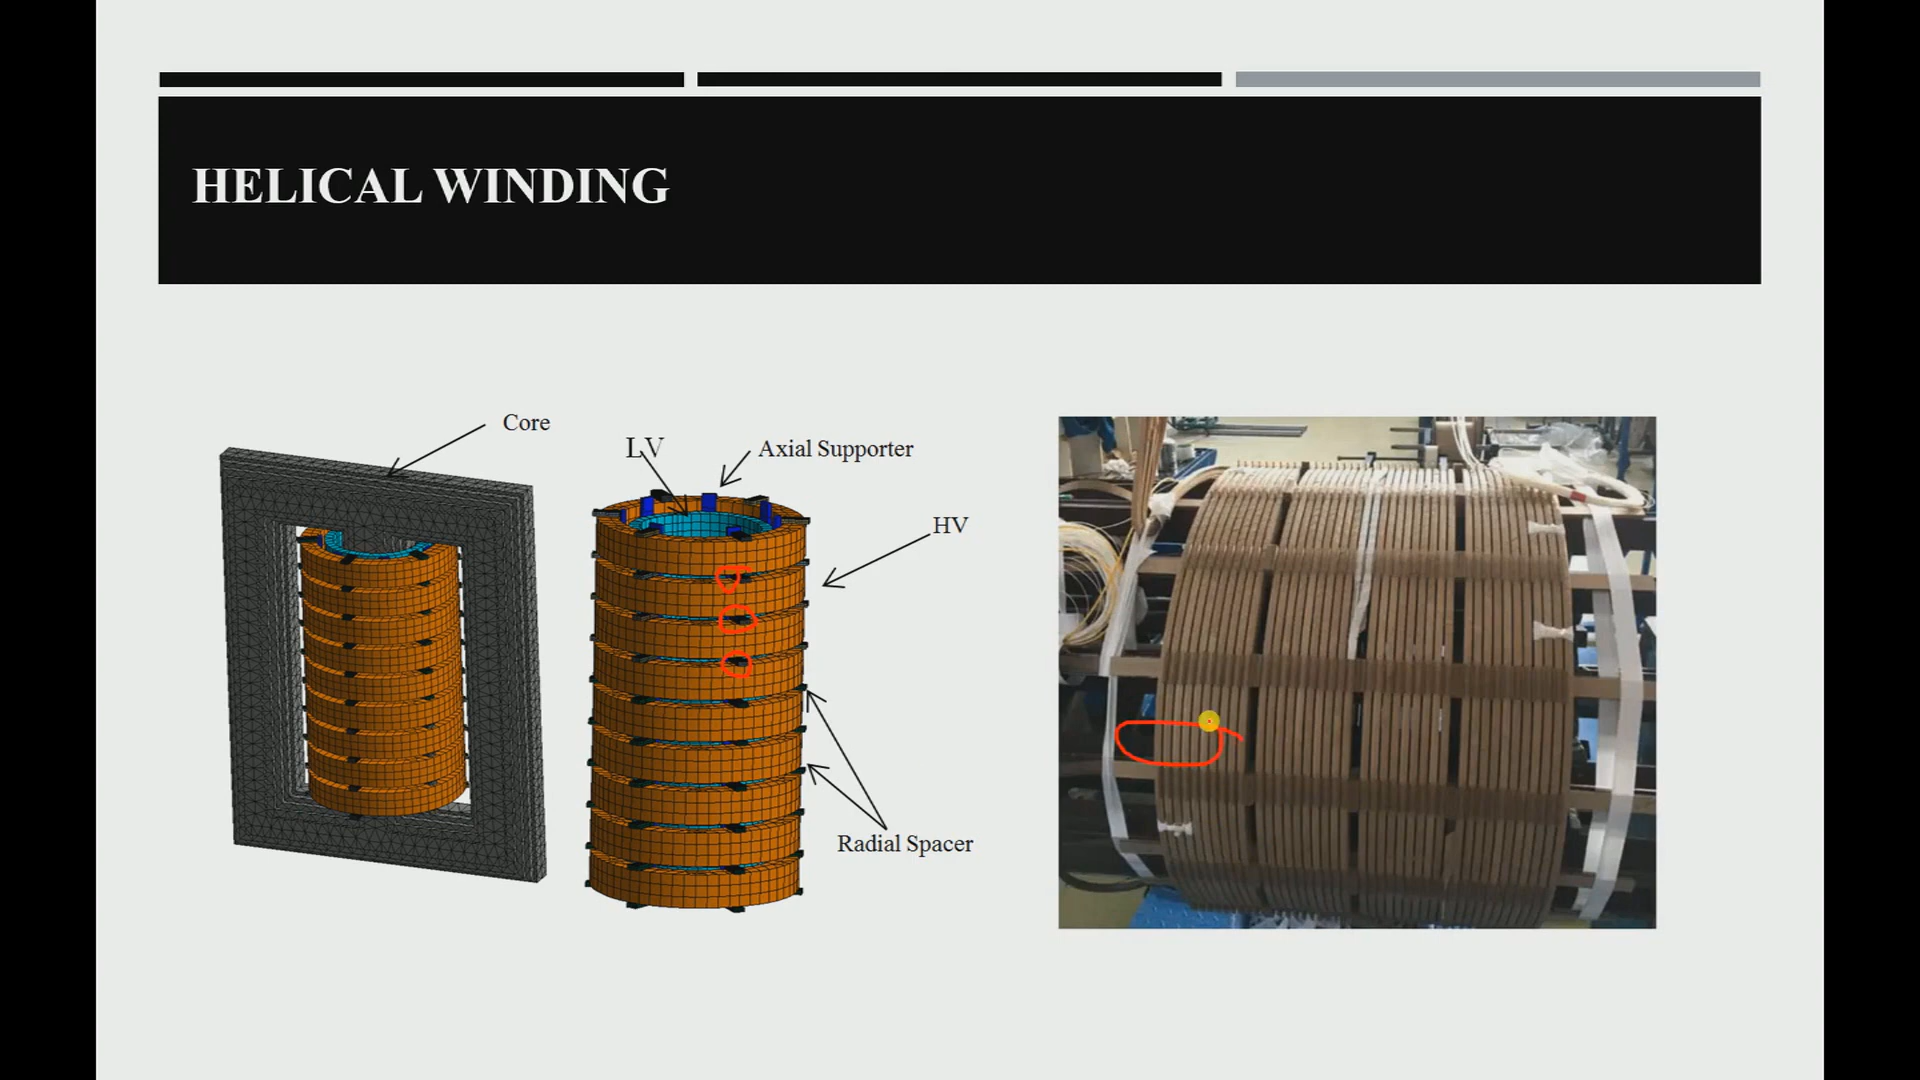 HELICAL WINDING
Core
LV
Axial Supporter
HV
Radial Spacer